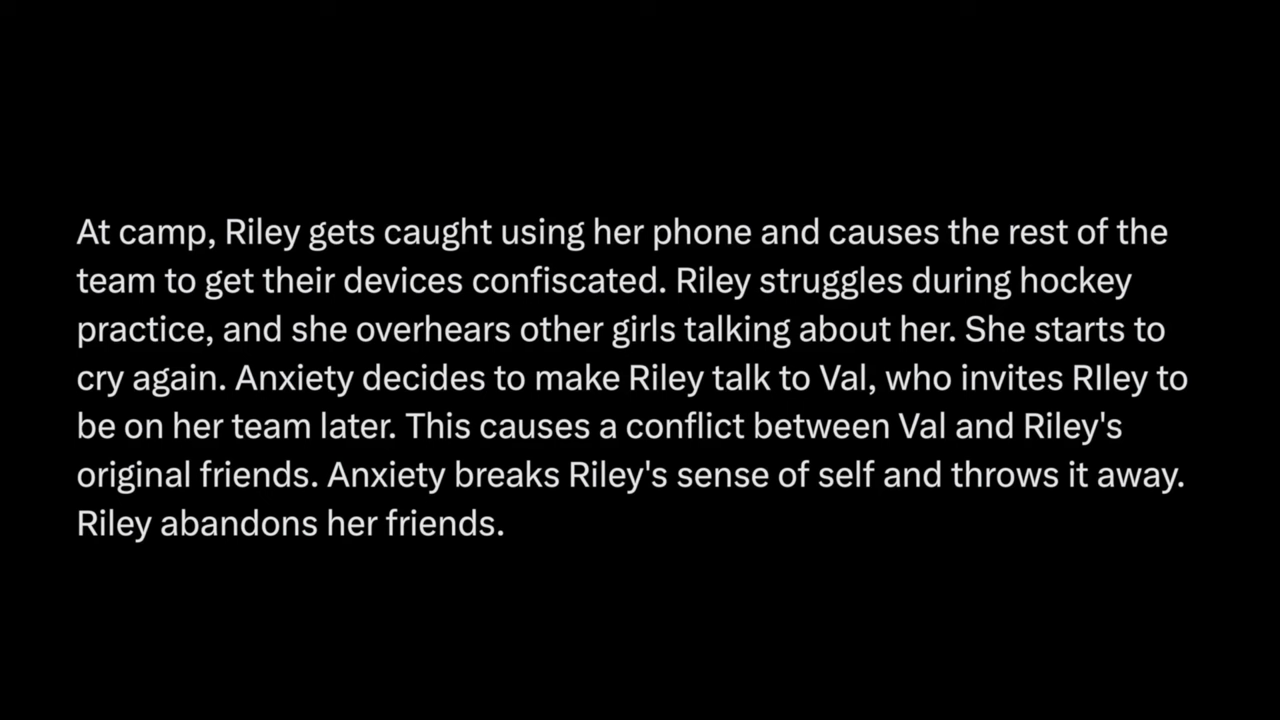 At camp, Riley gets caught using her phone and causes the rest of the
team to get their devices confiscated. Riley struggles during hockey
practice, and she overhears other girls talking about her. She starts to
cry again. Anxiety decides to make Riley talk to Val, who invites RIley to
be on her team later. This causes a conflict between Val and Riley's
original friends. Anxiety breaks Riley's sense of self and throws it away.
Riley abandons her friends.